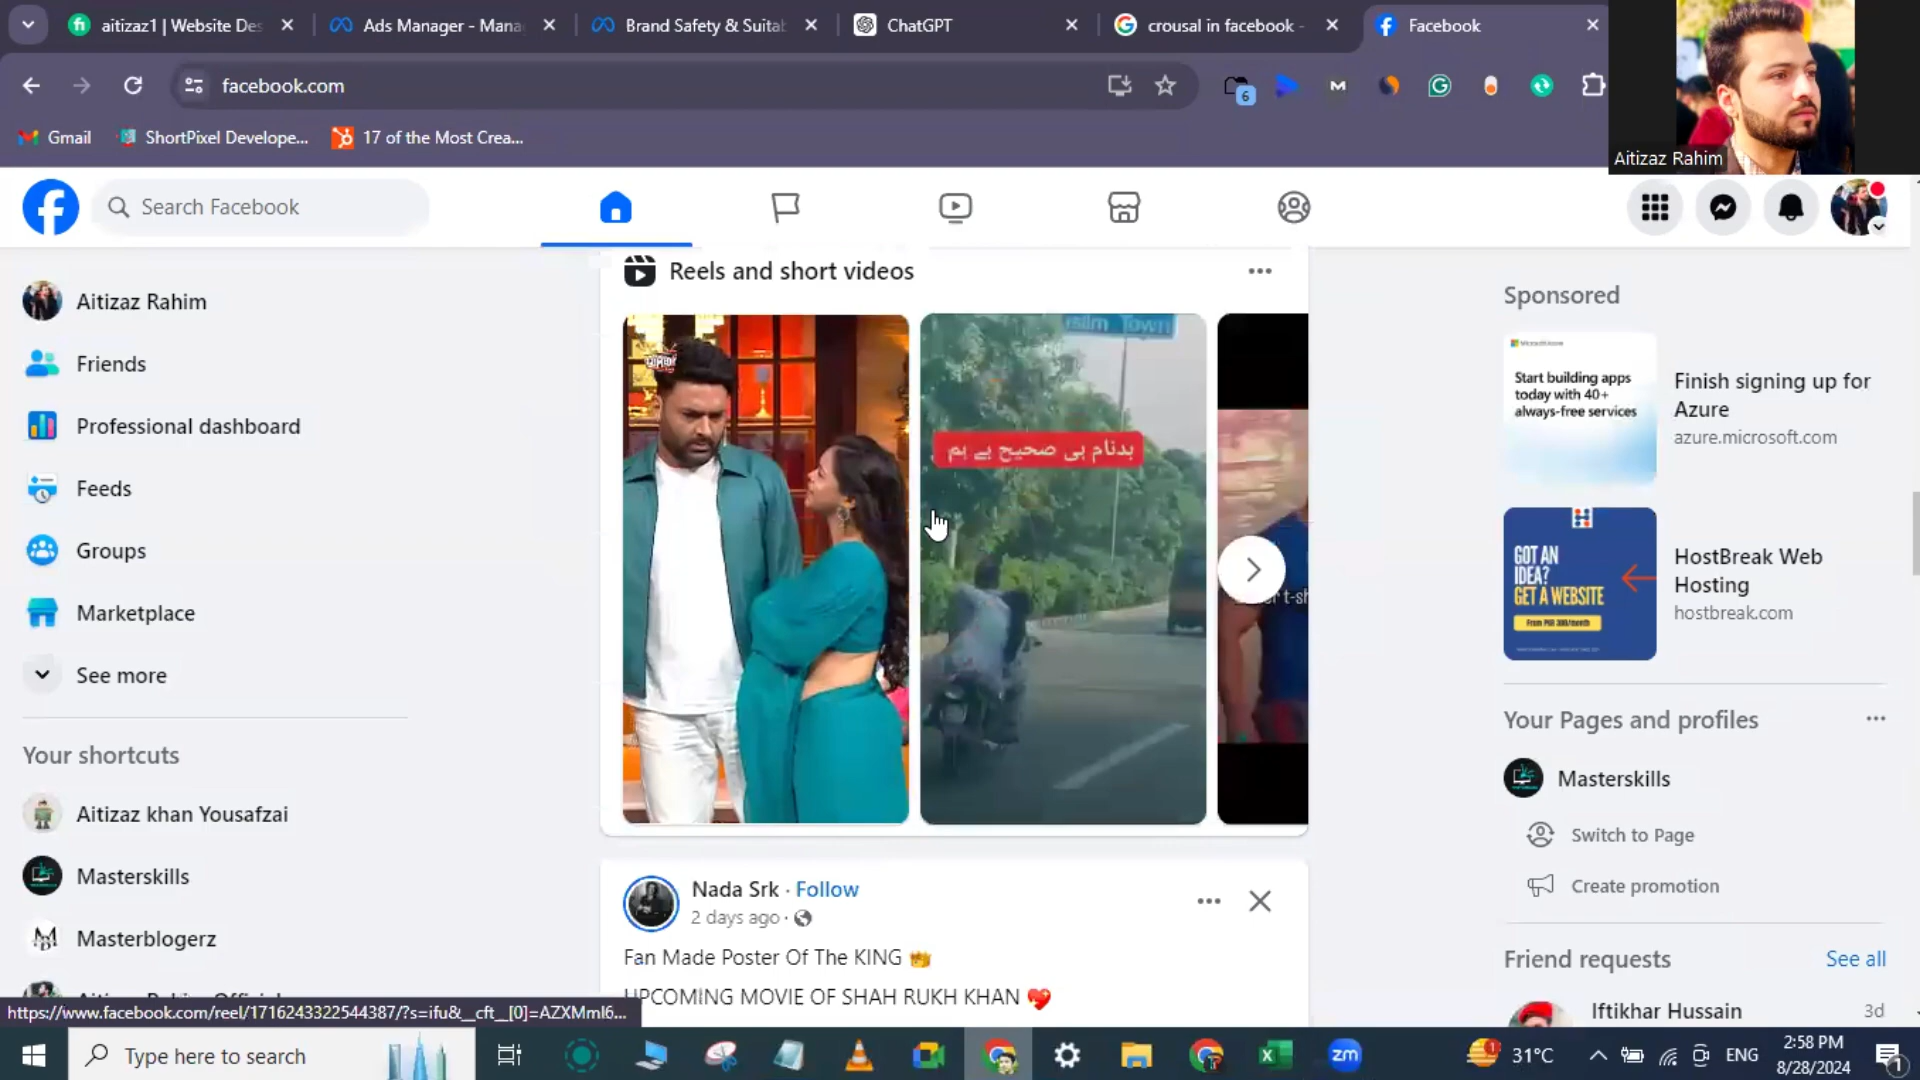 aitizaz1 | Website Des
Ads Manager - Mana
Brand Safety & Suitab
ChatGPT
crousal in facebook -
Facebook
facebook.com
6
Gmail
ShortPixel Develope...
17 of the Most Crea...
Aitizaz Rahim
Search Facebook
Aitizaz Rahim
Friends
Professional dashboard
Feeds
Groups
Marketplace
See more
Your shortcuts
Aitizaz khan Yousafzai
Masterskills
Masterblogerz
https://www.facebook.com/reel/1716243322544387/?s=ifu&__cft__[0]=AZXMml6...
Reels and short videos
Town
بدنام ہی صحیح ہے ہم
Nada Srk · Follow
2 days ago ·
Fan Made Poster Of The KING 👑
UPCOMING MOVIE OF SHAH RUKH KHAN 💖
Sponsored
Start building apps
today with 40+
always-free services
Finish signing up for
Azure
azure.microsoft.com
GOT AN
IDEA?
GET A WEBSITE
HostBreak Web
Hosting
hostbreak.com
Your Pages and profiles
Masterskills
Switch to Page
Create promotion
Friend requests
See all
Iftikhar Hussain
3d
Type here to search
zm
1
31°C
ENG
2:58 PM
8/28/2024
1